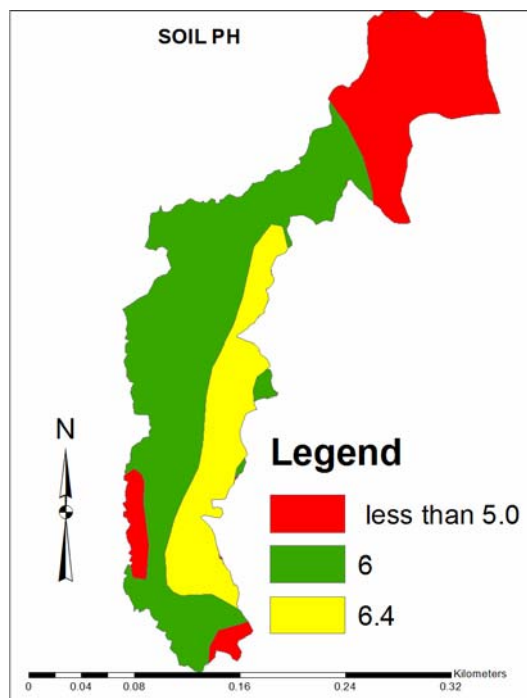 SOIL PH
N
Legend
less than 5.0
6
6.4
Kilometers
0 0.04 0.08 0.16 0.24 0.32